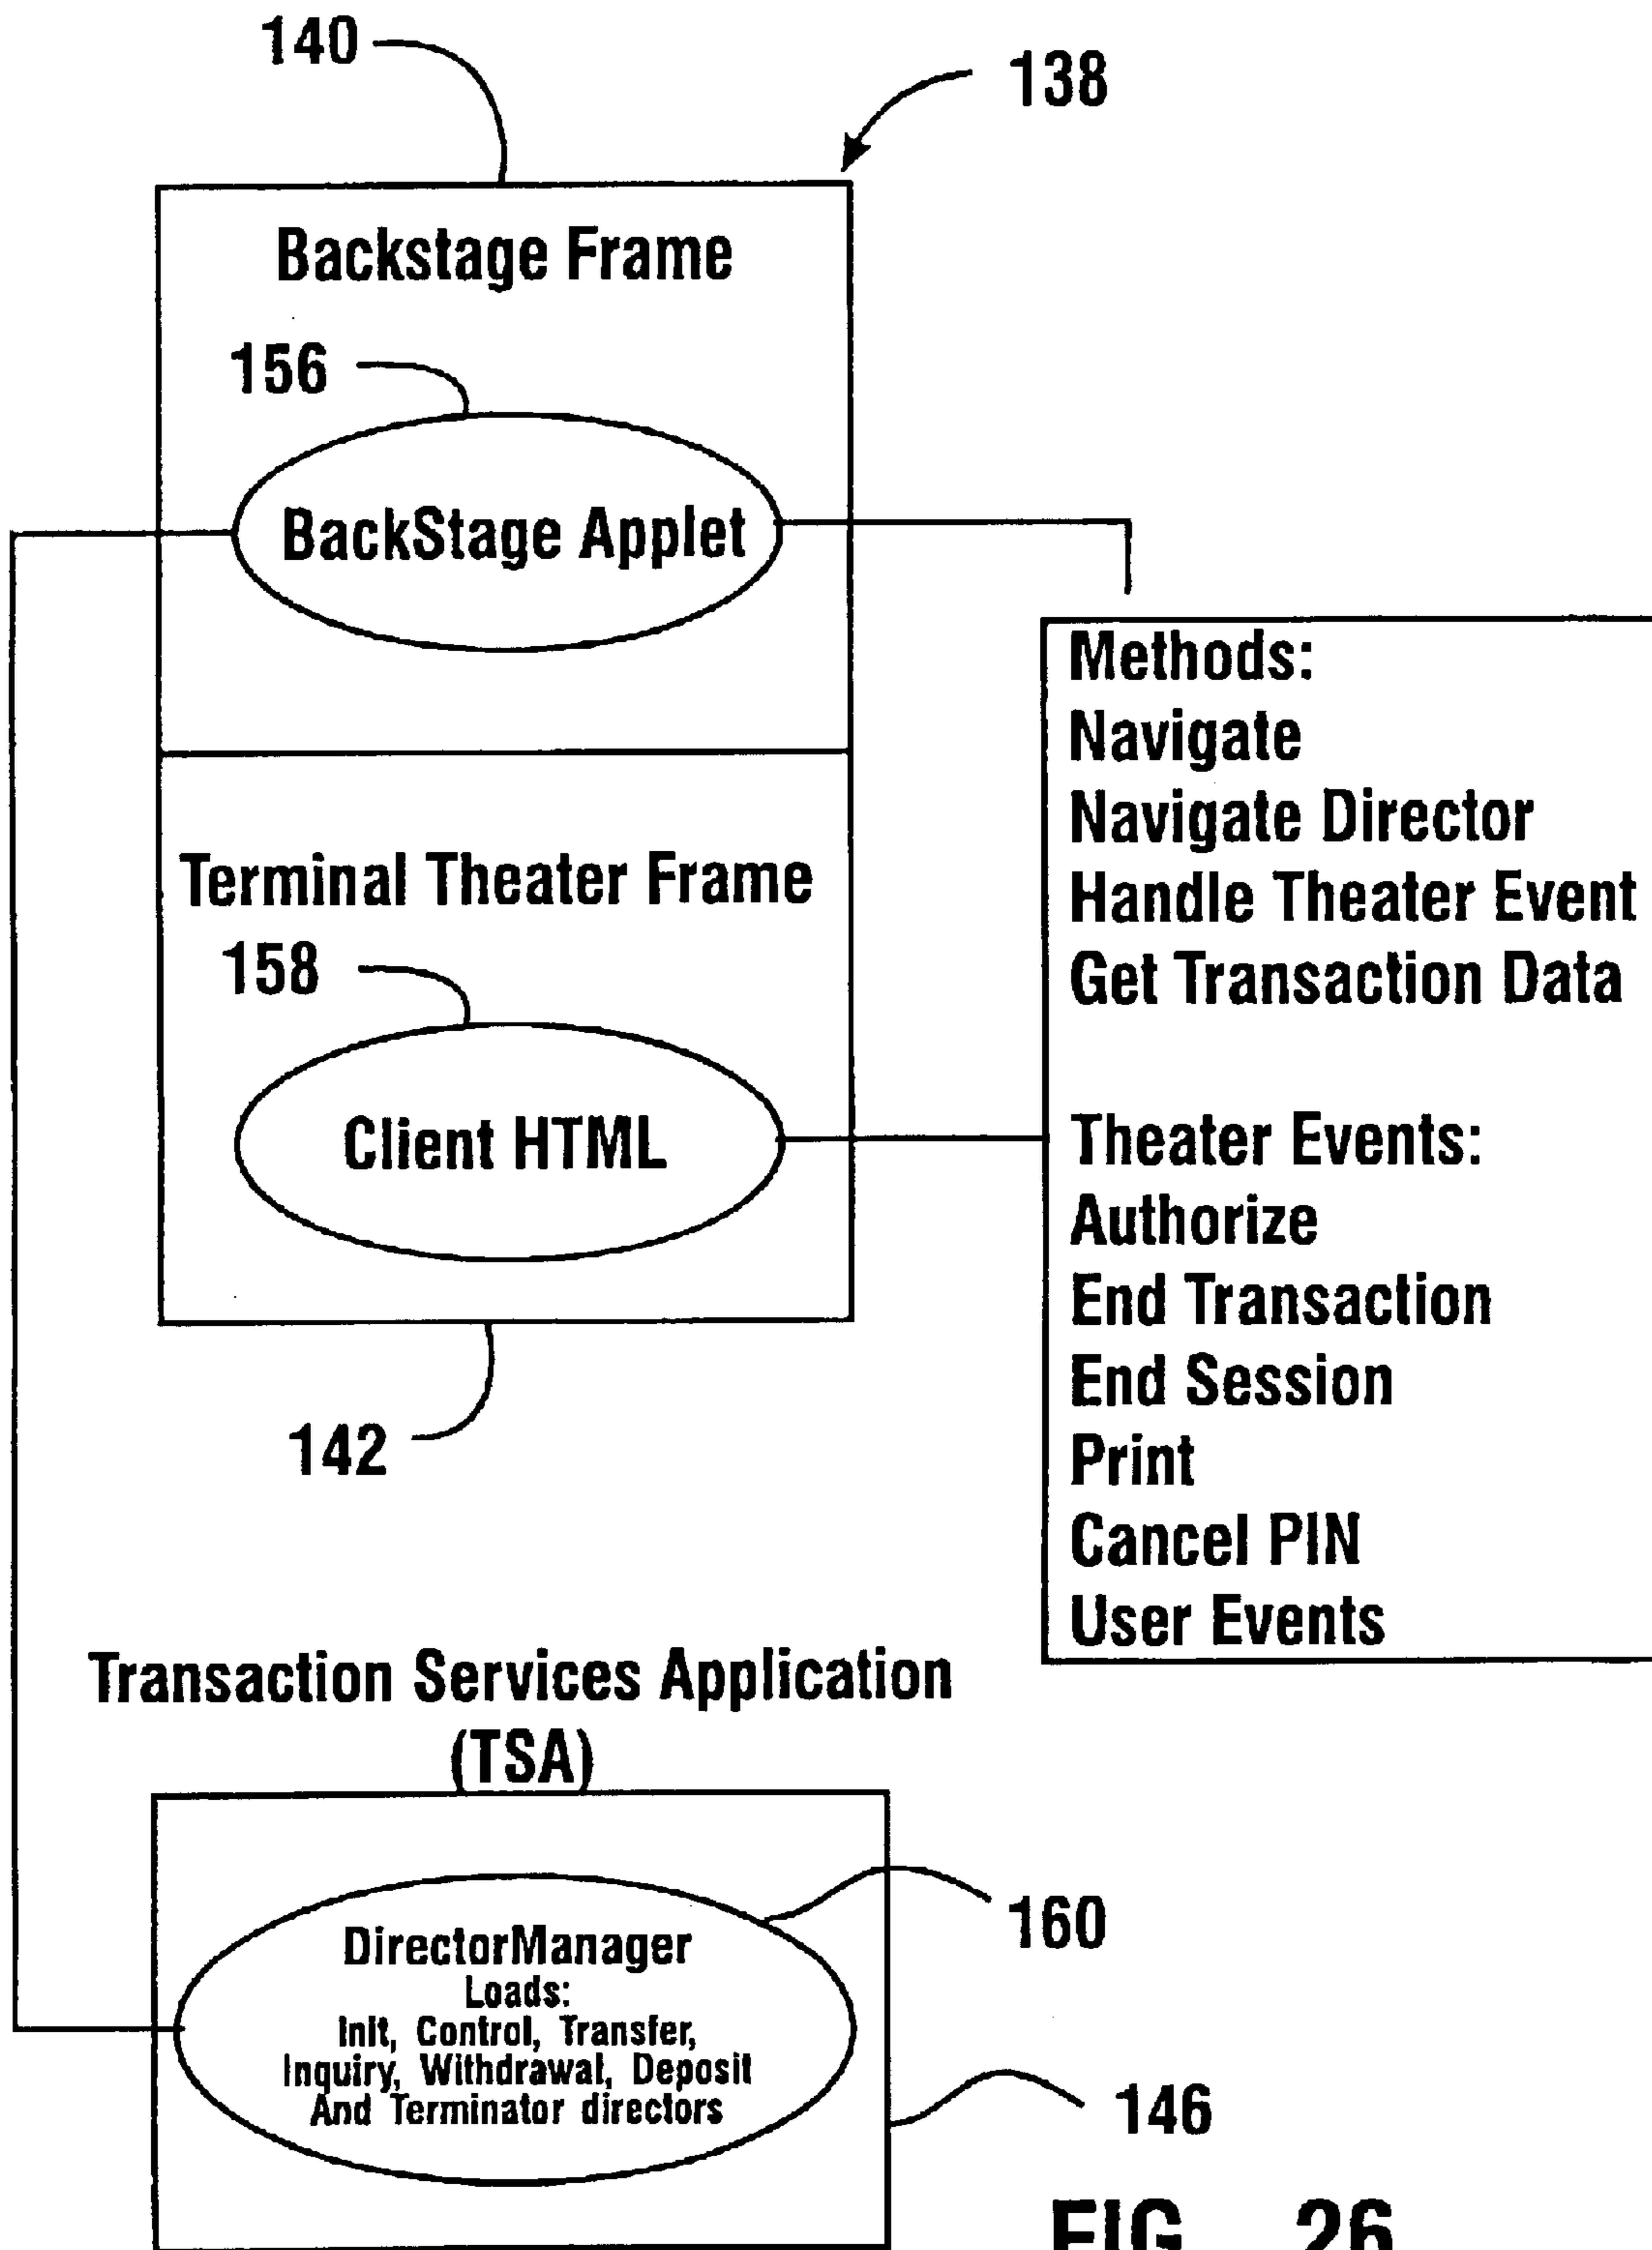 140
138
Backstage Frame
156
BackStage Applet
Methods:
Navigate
Navigate Director
Handle Theater Event
Get Transaction Data
Terminal Theater Frame
158
Client HTML
Theater Events:
Authorize
End Transaction
End Session
Print
Cancel PIN
User Events
142
Transaction Services Application
(TSA)
DirectorManager
Loads:
Init, Control, Transfer,
Inquiry, Withdrawal, Deposit
And Terminator directors
160
146
FIG. 26